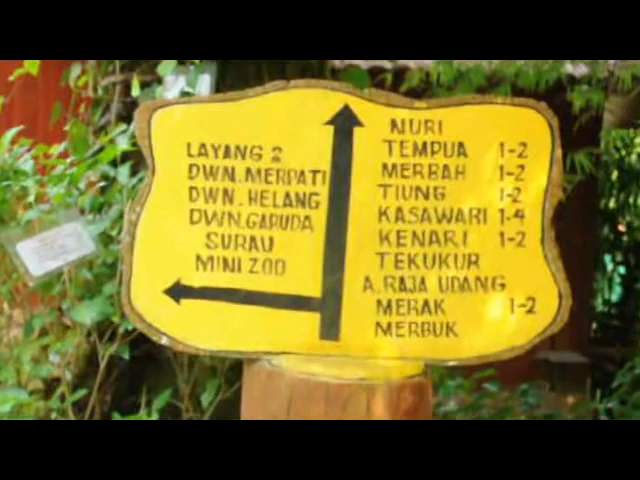 LAYANG 2
DWN. MERPATI
DWN. HELANG
DWN. GARUDA
SURAU
MINI ZOO
NURI
TEMPUA 1-2
MERBAH 1-2
TIUNG 1-2
KASAWARI 1-4
KENARI 1-2
TEKUKUR
A. RAJA UDANG
MERAK 1-2
MERBUK